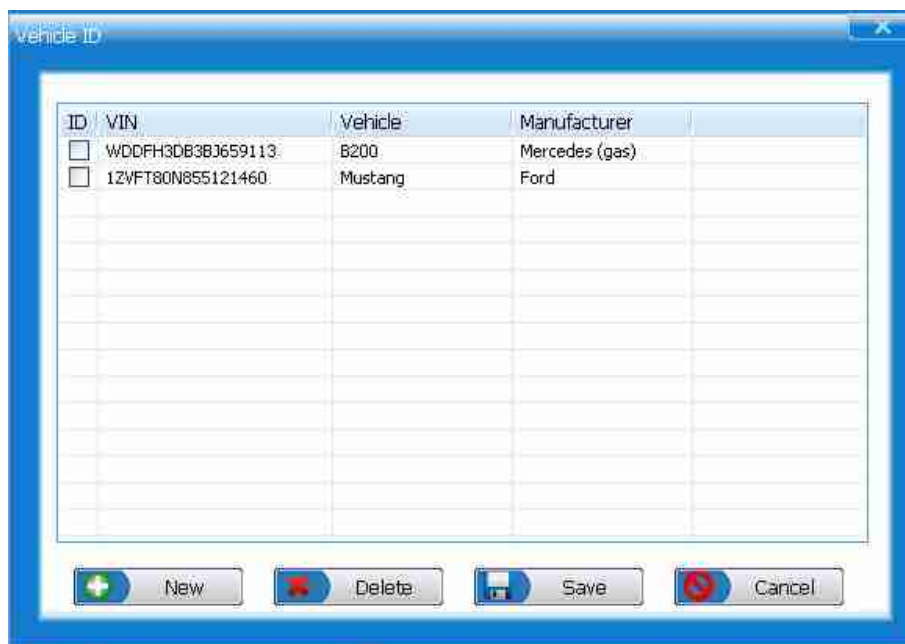 Vehicle ID
ID VIN Vehicle Manufacturer
WDDFH3DB3BJ659113 B200 Mercedes (gas)
1ZVFT80N855121460 Mustang Ford
New Delete Save Cancel